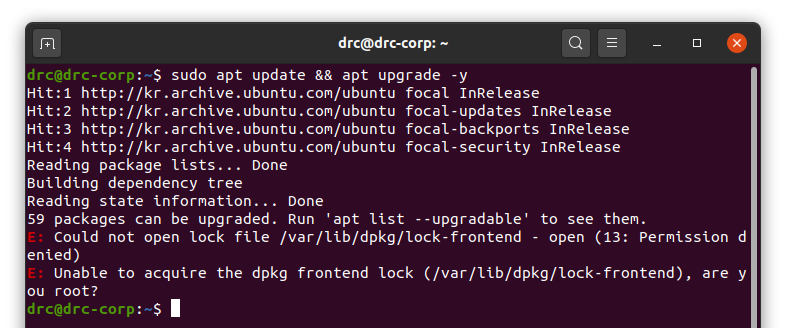 drc@drc-corp: ~
drc@drc-corp:~$ sudo apt update && apt upgrade -y
Hit:1 http://kr.archive.ubuntu.com/ubuntu focal InRelease
Hit:2 http://kr.archive.ubuntu.com/ubuntu focal-updates InRelease
Hit:3 http://kr.archive.ubuntu.com/ubuntu focal-backports InRelease
Hit:4 http://kr.archive.ubuntu.com/ubuntu focal-security InRelease
Reading package lists... Done
Building dependency tree
Reading state information... Done
59 packages can be upgraded. Run 'apt list --upgradable' to see them.
E: Could not open lock file /var/lib/dpkg/lock-frontend - open (13: Permission d
enied)
E: Unable to acquire the dpkg frontend lock (/var/lib/dpkg/lock-frontend), are y
ou root?
drc@drc-corp:~$